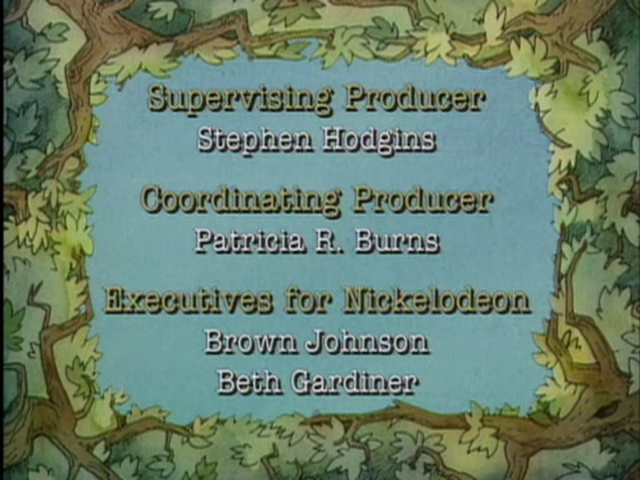 Supervising Producer
Stephen Hodgins
Coordinating Producer
Patricia R. Burns
Executives for Nickelodeon
Brown Johnson
Beth Gardiner